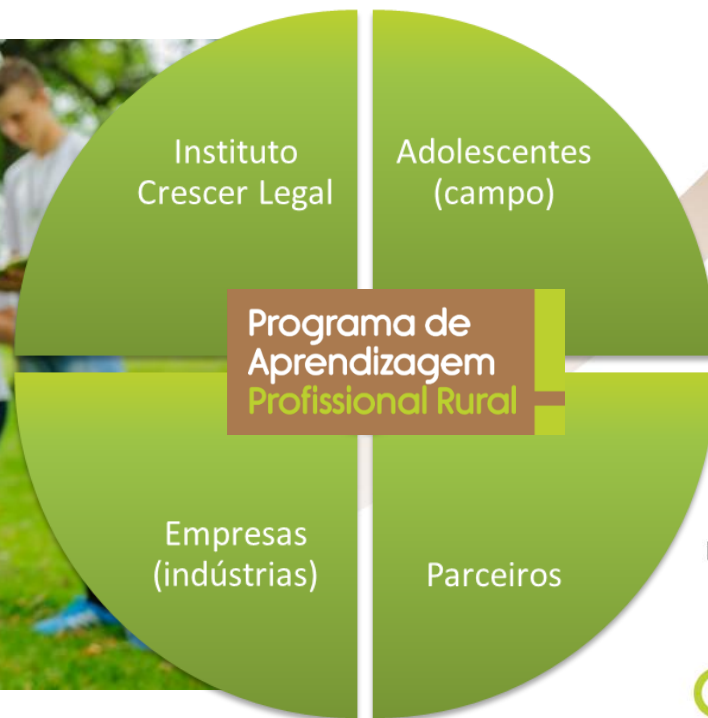 Instituto
Crescer Legal
Adolescentes
(campo)
Programa de
Aprendizagem
Profissional Rural
Empresas
(indústrias)
Parceiros